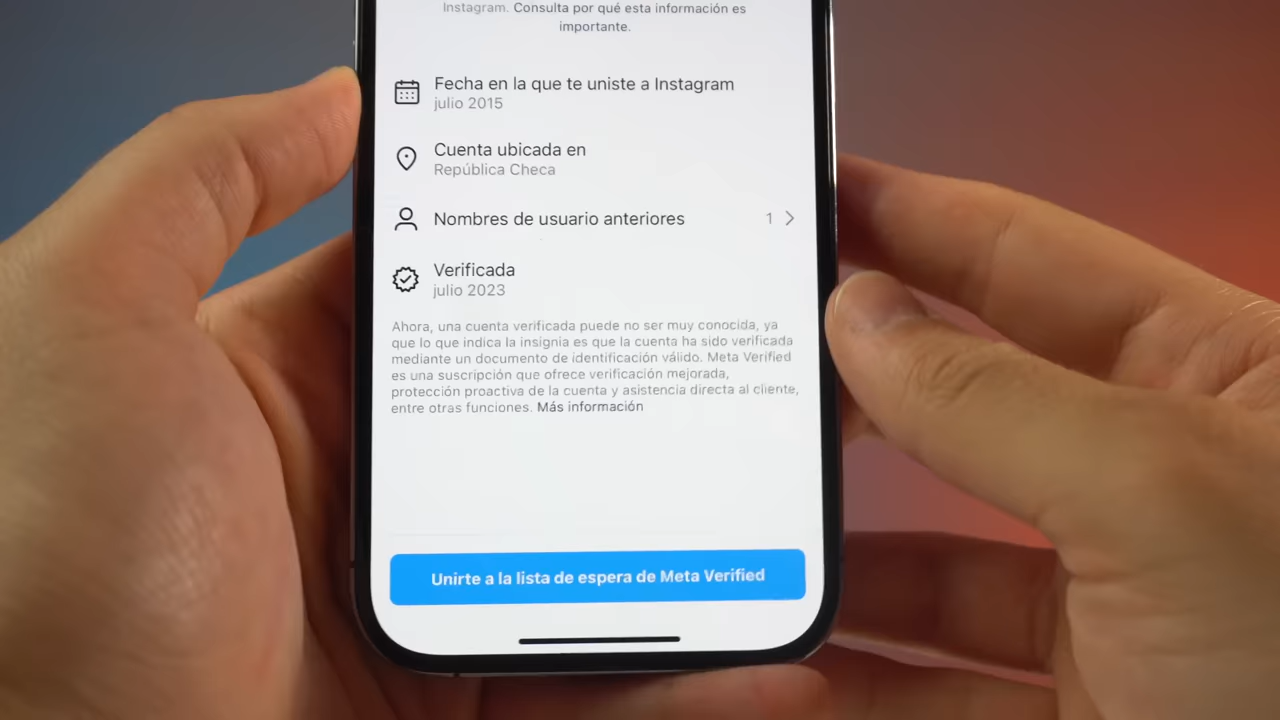 Instagram. Consulta por qué esta información es
importante.
Fecha en la que te uniste a Instagram
julio 2015
Cuenta ubicada en
República Checa
Nombres de usuario anteriores 1
Verificada
julio 2023
Ahora, una cuenta verificada puede no ser muy conocida, ya
que lo que indica la insignia es que la cuenta ha sido verificada
mediante un documento de identificación válido. Meta Verified
es una suscripción que ofrece verificación mejorada,
protección proactiva de la cuenta y asistencia directa al cliente,
entre otras funciones. Más información
Unirte a la lista de espera de Meta Verified